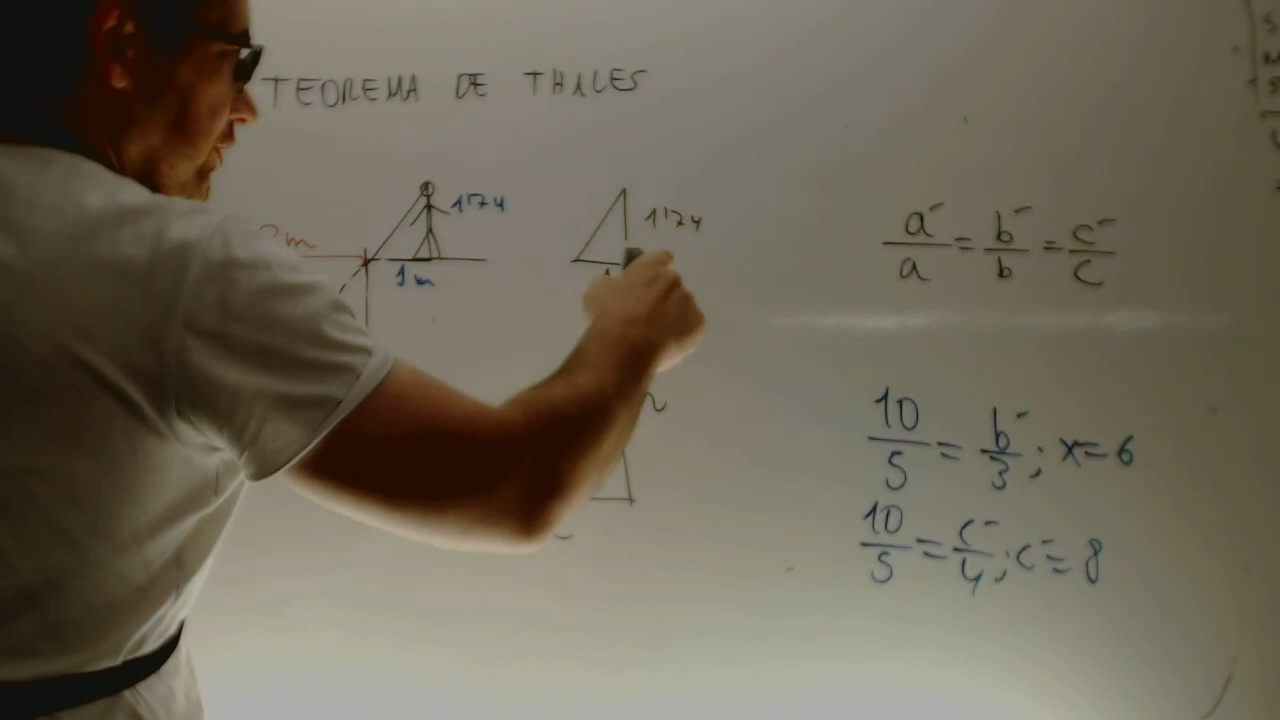 TEOREMA DE THALES
1'74
1'74
2m
1m
a´/a = b´/b = c´/c
10/5 = b´/3 ; x=6
10/5 = c´/4 ; c´= 8